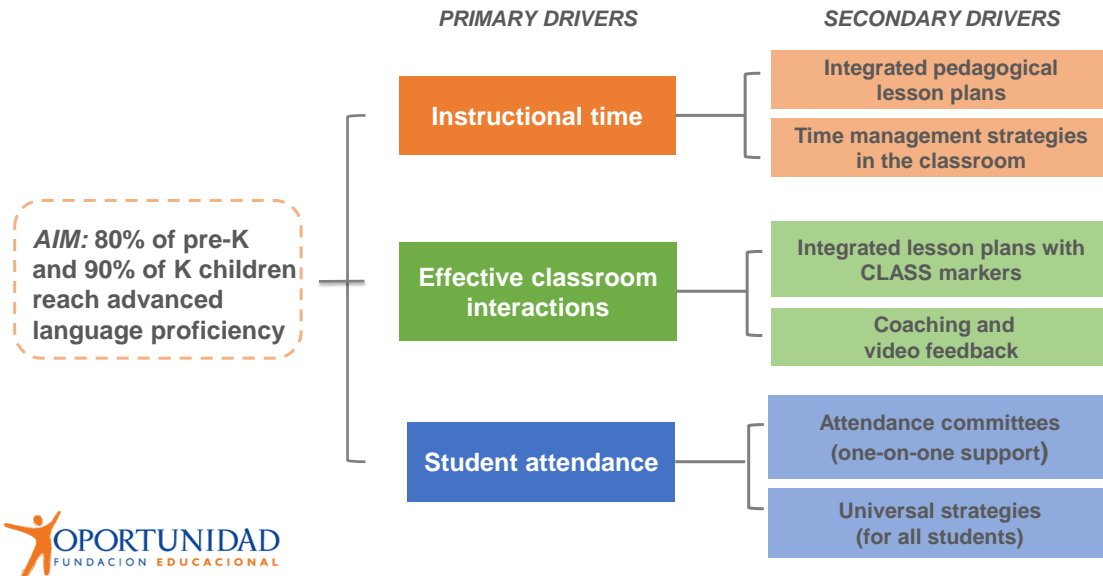 PRIMARY DRIVERS
SECONDARY DRIVERS
AIM: 80% of pre-K
and 90% of K children
reach advanced
language proficiency
Instructional time
Integrated pedagogical
lesson plans
Time management strategies
in the classroom
Effective classroom
interactions
Integrated lesson plans with
CLASS markers
Coaching and
video feedback
Student attendance
Attendance committees
(one-on-one support)
Universal strategies
(for all students)
OPORTUNIDAD
FUNDACION EDUCACIONAL